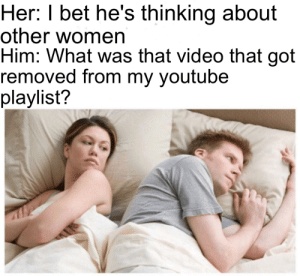 Her: I bet he's thinking about
other women
Him: What was that video that got
removed from my youtube
playlist?